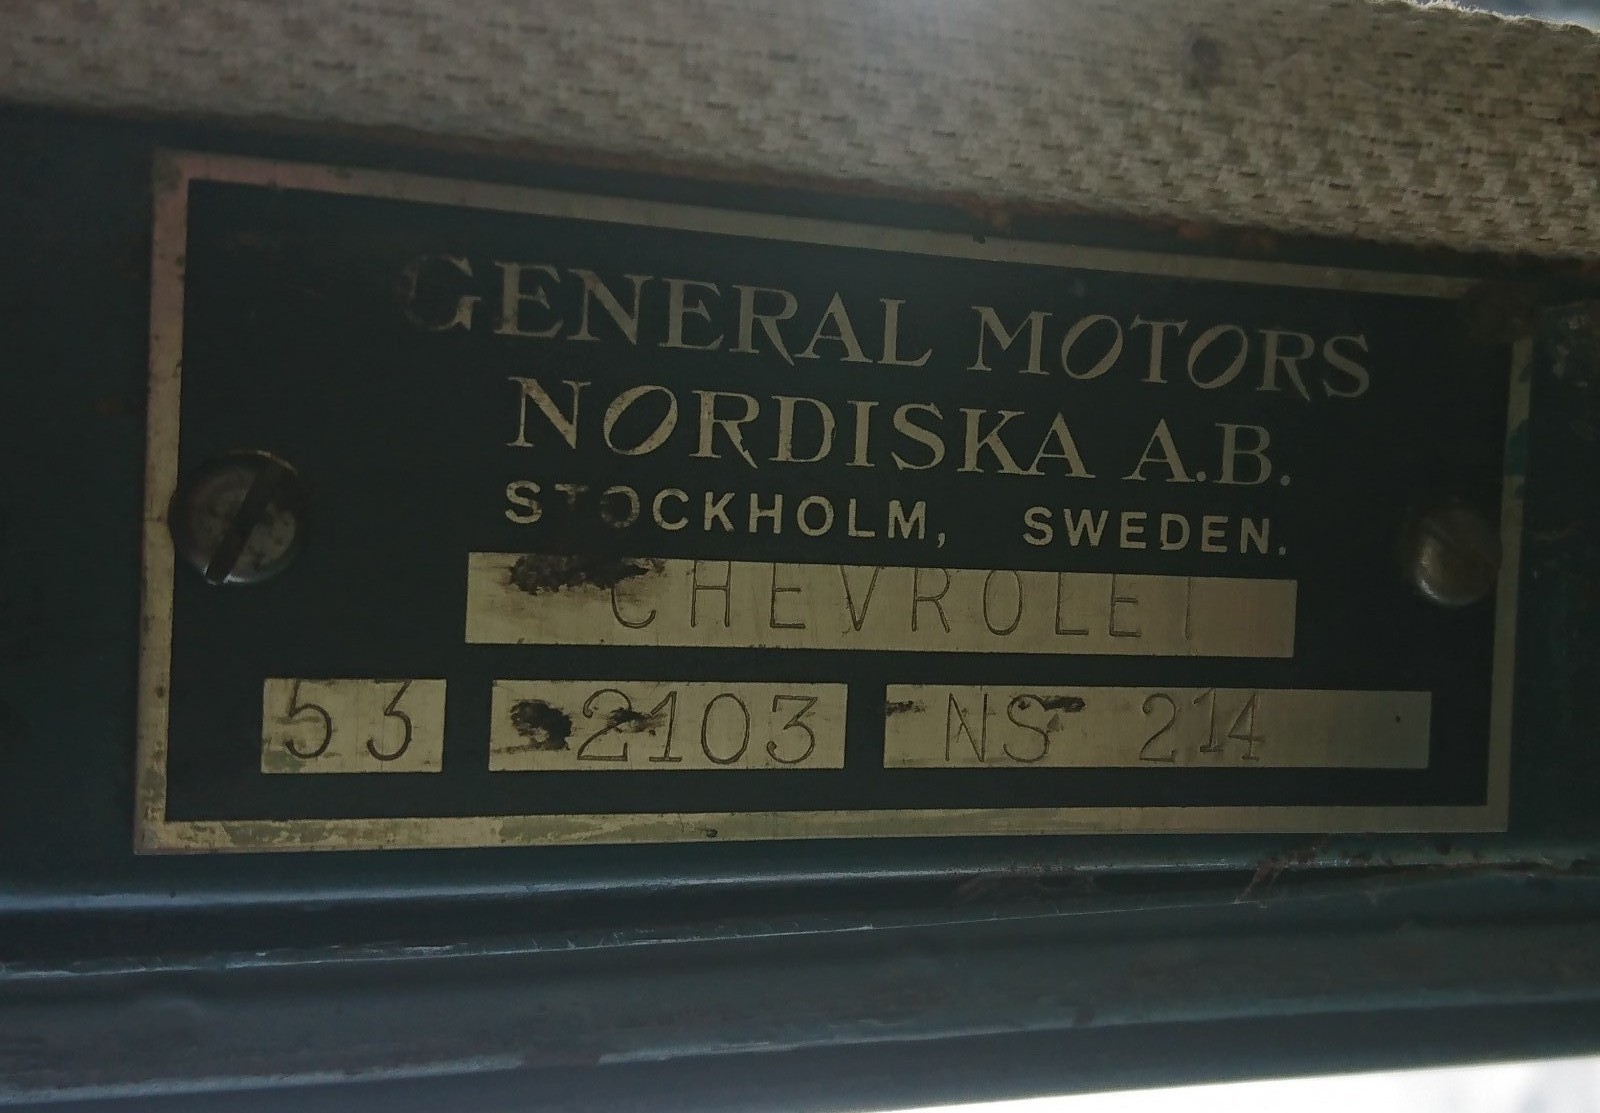 GENERAL MOTORS
NORDISKA A.B.
STOCKHOLM, SWEDEN.
CHEVROLET
53 2103 NS 214